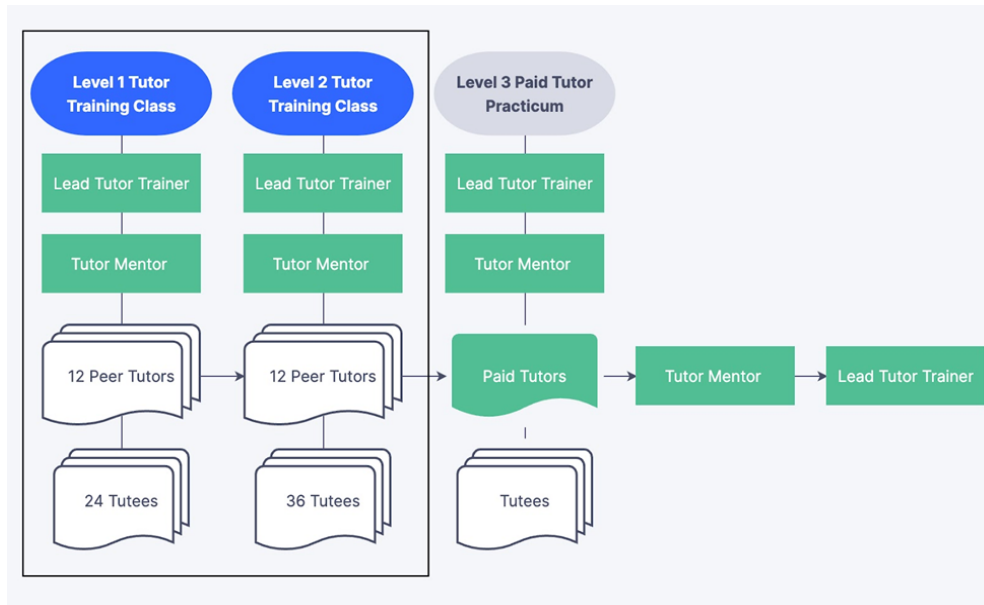 Level 1 Tutor
Training Class
Level 2 Tutor
Training Class
Level 3 Paid Tutor
Practicum
Lead Tutor Trainer
Lead Tutor Trainer
Lead Tutor Trainer
Tutor Mentor
Tutor Mentor
Tutor Mentor
12 Peer Tutors
12 Peer Tutors
Paid Tutors
Tutor Mentor
Lead Tutor Trainer
24 Tutees
36 Tutees
Tutees